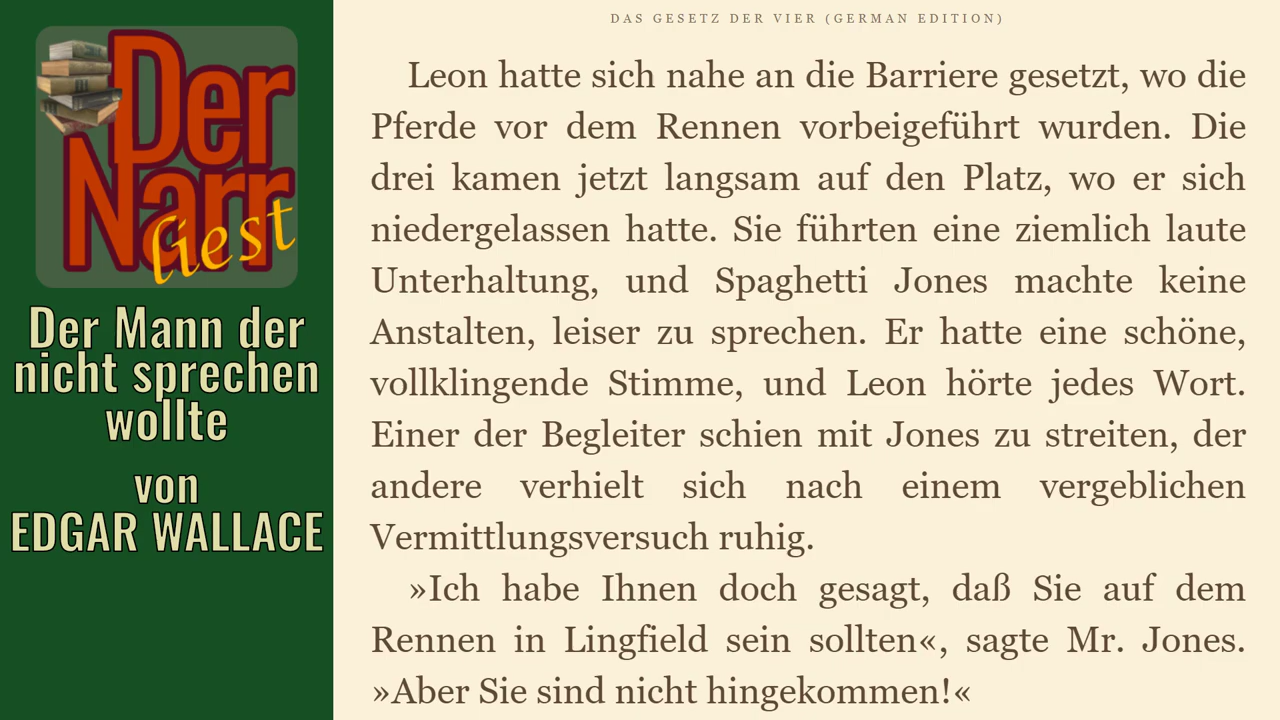 Der
Narr
liest
Der Mann der
nicht sprechen
wollte
von
EDGAR WALLACE
DAS GESETZ DER VIER (GERMAN EDITION)
Leon hatte sich nahe an die Barriere gesetzt, wo die
Pferde vor dem Rennen vorbeigeführt wurden. Die
drei kamen jetzt langsam auf den Platz, wo er sich
niedergelassen hatte. Sie führten eine ziemlich laute
Unterhaltung, und Spaghetti Jones machte keine
Anstalten, leiser zu sprechen. Er hatte eine schöne,
vollklingende Stimme, und Leon hörte jedes Wort.
Einer der Begleiter schien mit Jones zu streiten, der
andere verhielt sich nach einem vergeblichen
Vermittlungsversuch ruhig.
»Ich habe Ihnen doch gesagt, daß Sie auf dem
Rennen in Lingfield sein sollten«, sagte Mr. Jones.
»Aber Sie sind nicht hingekommen!«